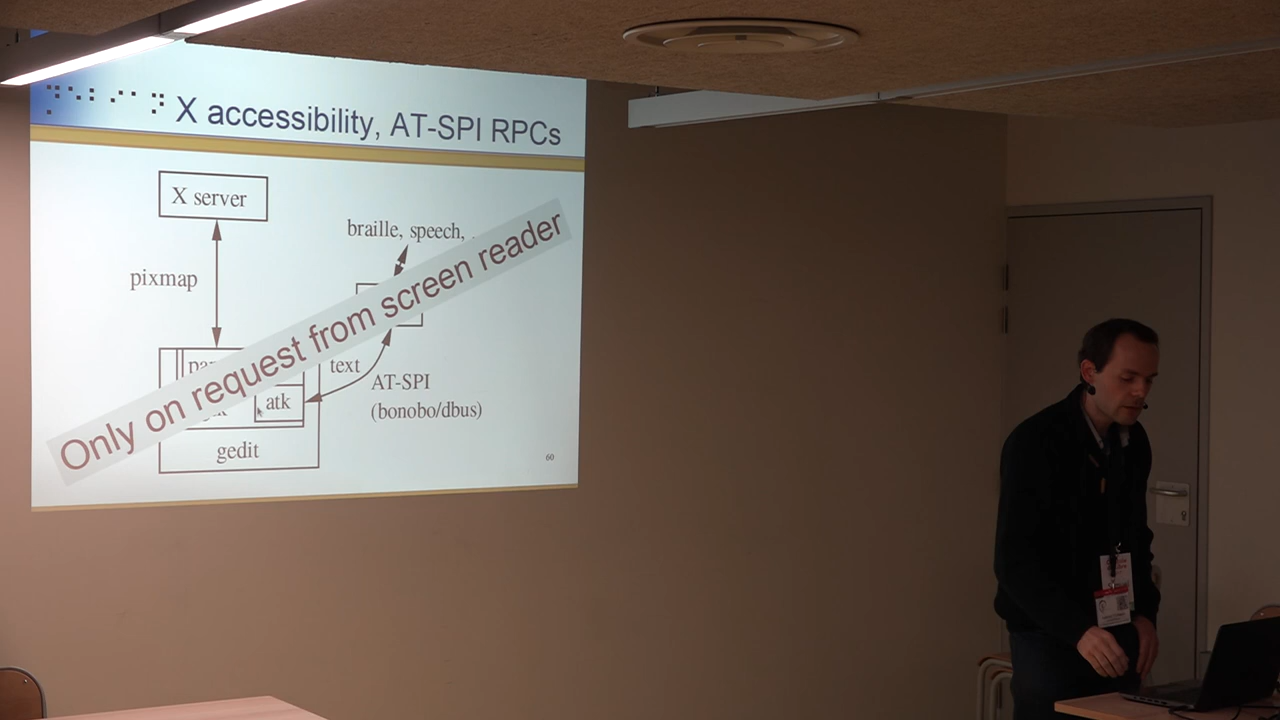 X accessibility, AT-SPI RPCs
X server
braille, speech,
pixmap
Only on request from screen reader
text
AT-SPI
atk
(bonobo/dbus)
gedit
60